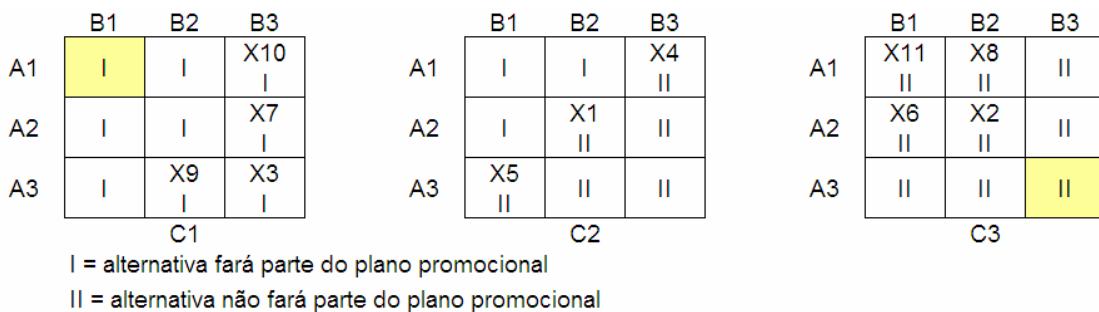 B1 B2 B3 B1 B2 B3 B1 B2 B3
A1 I I X10 I A1 I I X4 II A1 X11 II X8 II II
A2 I I X7 I A2 I X1 II II A2 X6 II X2 II II
A3 I X9 I X3 I A3 X5 II II II A3 II II II
C1 C2 C3
I = alternativa fará parte do plano promocional
II = alternativa não fará parte do plano promocional